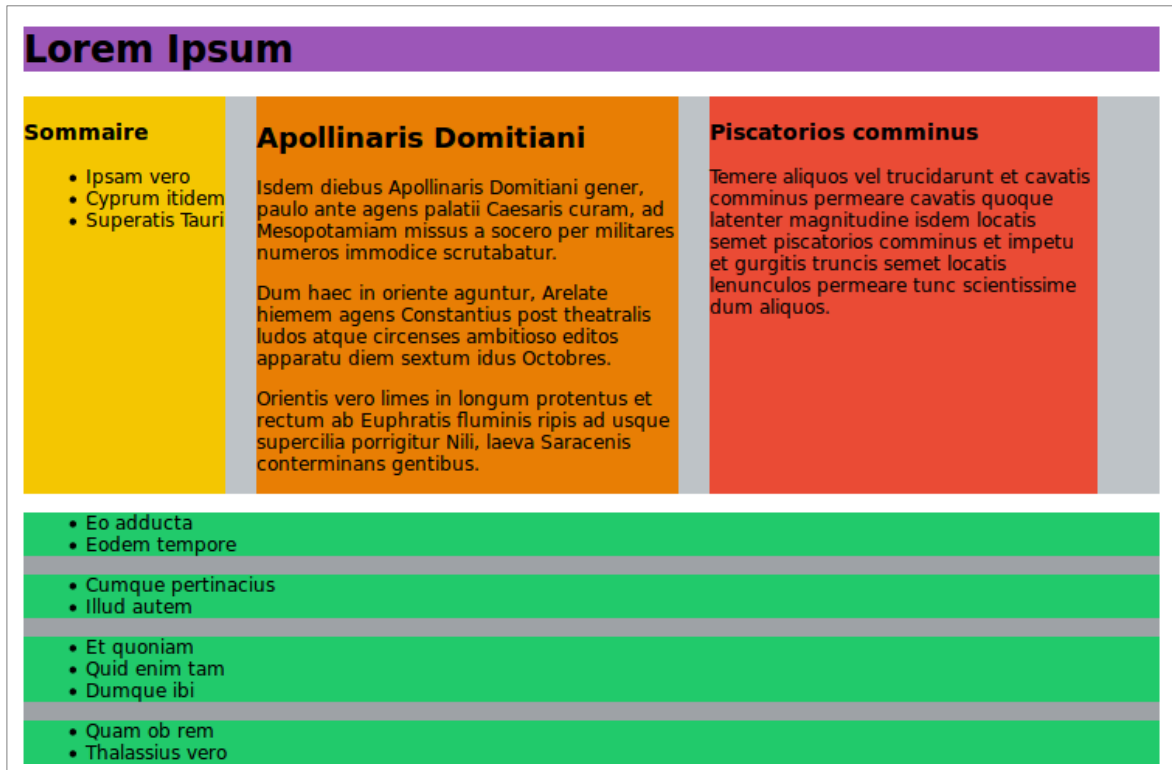 Lorem Ipsum
Sommaire
• Ipsam vero
• Cyprum itidem
• Superatis Tauri
Apollinaris Domitiani
Isdem diebus Apollinaris Domitiani gener,
paulo ante agens palatii Caesaris curam, ad
Mesopotamiam missus a socero per militares
numeros immodice scrutabatur.
Dum haec in oriente aguntur, Arelate
hiemem agens Constantius post theatralis
ludos atque circenses ambitioso editos
apparatu diem sextum idus Octobres.
Orientis vero limes in longum protentus et
rectum ab Euphratis fluminis ripis ad usque
supercilia porrigitur Nili, laeva Saracenis
conterminans gentibus.
Piscatorios comminus
Temere aliquos vel trucidarunt et cavatis
comminus permeare cavatis quoque
latenter magnitudine isdem locatis
semet piscatorios comminus et impetu
et gurgitis truncis semet locatis
lenunculos permeare tunc scientissime
dum aliquos.
• Eo adducta
• Eodem tempore
• Cumque pertinacius
• Illud autem
• Et quoniam
• Quid enim tam
• Dumque ibi
• Quam ob rem
• Thalassius vero